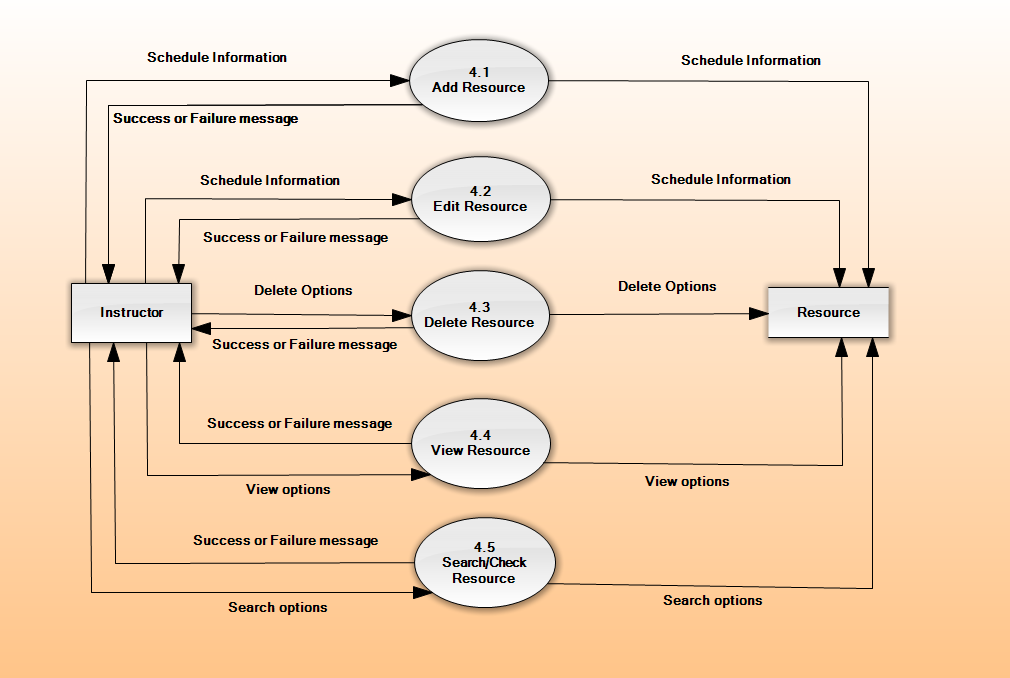 Schedule Information
4.1
Add Resource
Schedule Information
Success or Failure message
Schedule Information
4.2
Edit Resource
Schedule Information
Success or Failure message
Instructor
Delete Options
4.3
Delete Resource
Delete Options
Resource
Success or Failure message
Success or Failure message
4.4
View Resource
View options
View options
Success or Failure message
4.5
Search/Check
Resource
Search options
Search options